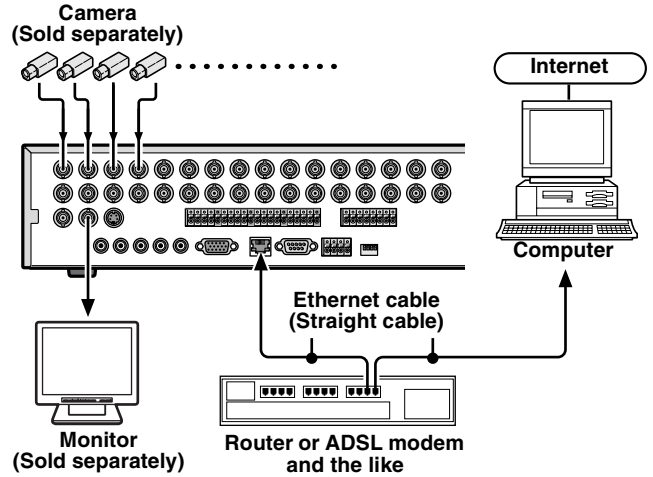 Camera
(Sold separately)
Internet
Computer
Ethernet cable
(Straight cable)
Monitor
(Sold separately)
Router or ADSL modem
and the like